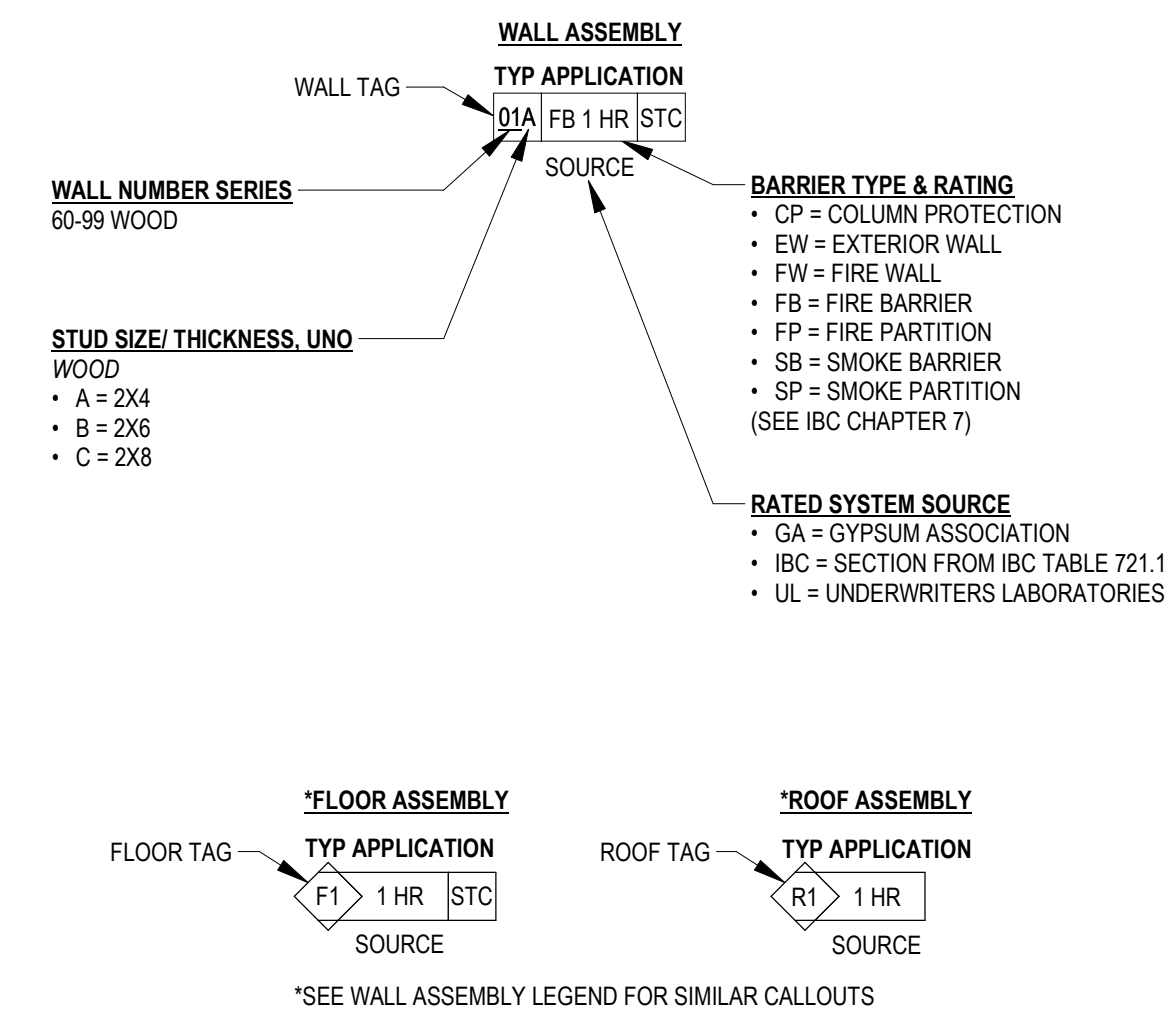 WALL ASSEMBLY
TYP APPLICATION
WALL TAG
01A FB 1 HR STC
SOURCE
WALL NUMBER SERIES
60-99 WOOD
STUD SIZE/ THICKNESS, UNO
WOOD
• A = 2X4
• B = 2X6
• C = 2X8
BARRIER TYPE & RATING
• CP = COLUMN PROTECTION
• EW = EXTERIOR WALL
• FW = FIRE WALL
• FB = FIRE BARRIER
• FP = FIRE PARTITION
• SB = SMOKE BARRIER
• SP = SMOKE PARTITION
(SEE IBC CHAPTER 7)
RATED SYSTEM SOURCE
• GA = GYPSUM ASSOCIATION
• IBC = SECTION FROM IBC TABLE 721.1
• UL = UNDERWRITERS LABORATORIES
*FLOOR ASSEMBLY
TYP APPLICATION
FLOOR TAG
F1 1 HR STC
SOURCE
*ROOF ASSEMBLY
TYP APPLICATION
ROOF TAG
R1 1 HR
SOURCE
*SEE WALL ASSEMBLY LEGEND FOR SIMILAR CALLOUTS